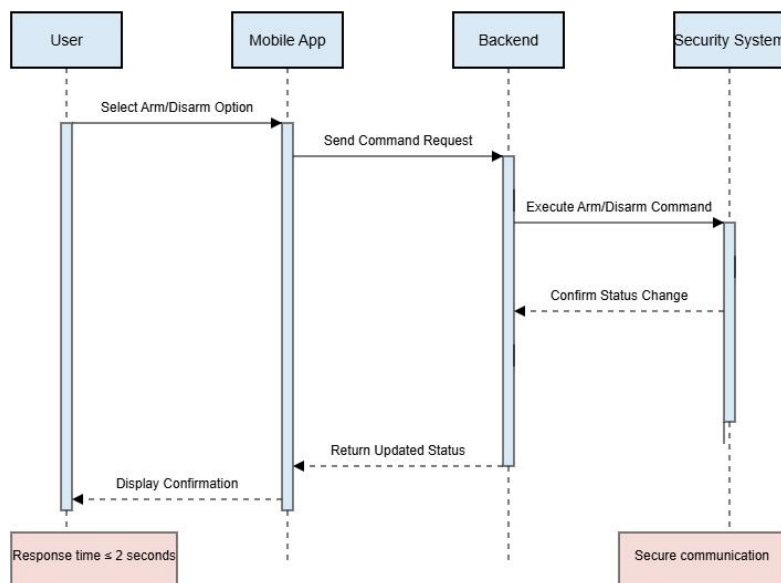 User
Mobile App
Backend
Security System
Select Arm/Disarm Option
Send Command Request
Execute Arm/Disarm Command
Confirm Status Change
Return Updated Status
Display Confirmation
Response time ≤ 2 seconds
Secure communication